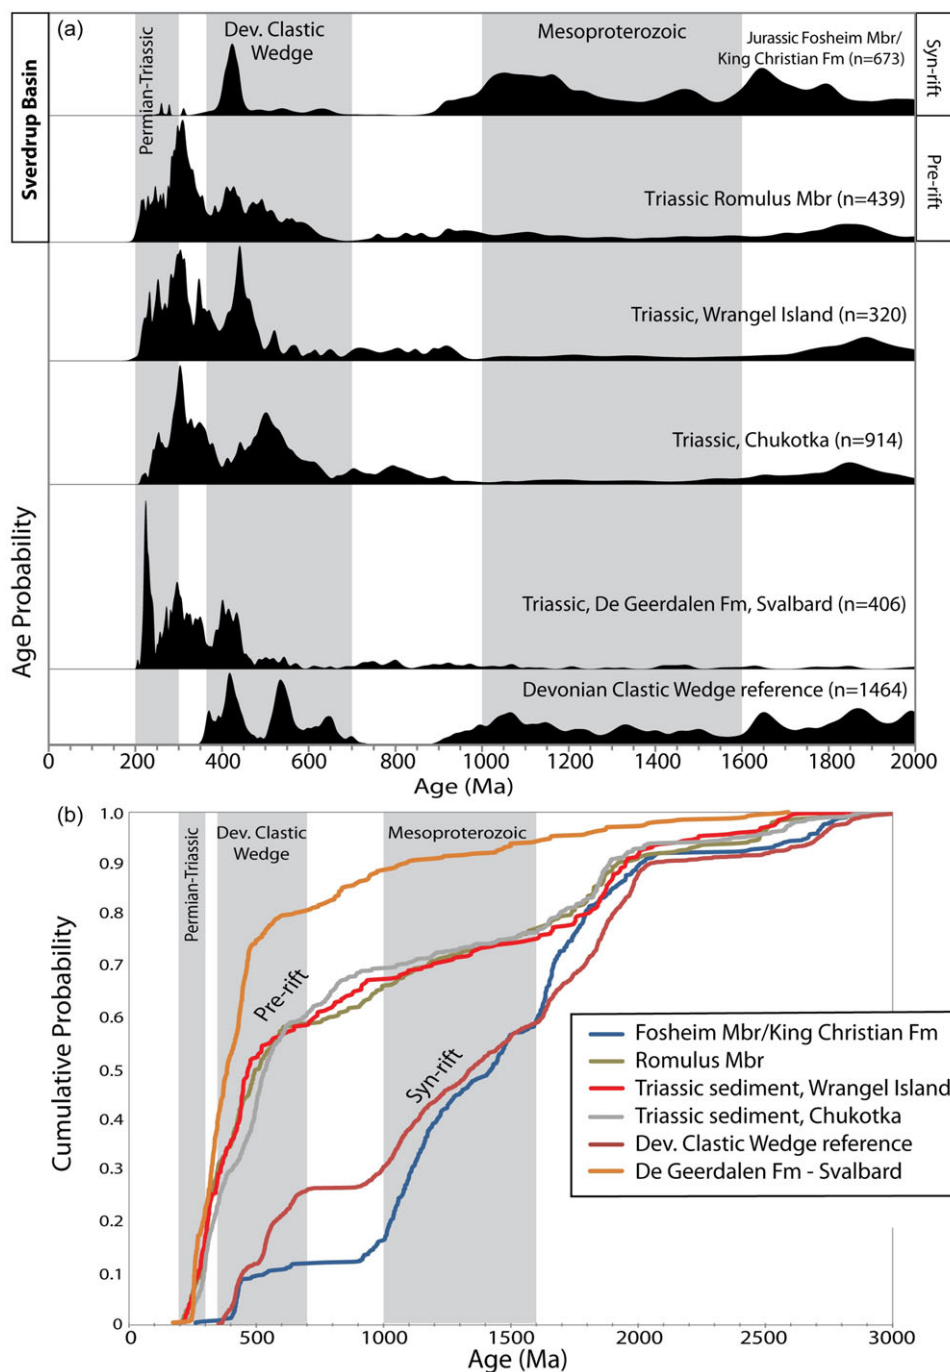 (a)
Sverdrup Basin
Permian-Triassic
Dev. Clastic
Wedge
Mesoproterozoic
Jurassic Fosheim Mbr/
King Christian Fm (n=673)
Syn-rift
Triassic Romulus Mbr (n=439)
Pre-rift
Triassic, Wrangel Island (n=320)
Triassic, Chukotka (n=914)
Triassic, De Geerdalen Fm, Svalbard (n=406)
Devonian Clastic Wedge reference (n=1464)
Age Probability
0 200 400 600 800 1000 1200 1400 1600 1800 2000
Age (Ma)
(b)
Permian-Triassic
Dev. Clastic
Wedge
Mesoproterozoic
1.0
0.9
0.8
0.7
0.6
0.5
0.4
0.3
0.2
0.1
0
Cumulative Probability
Pre-rift
Syn-rift
Fosheim Mbr/King Christian Fm
Romulus Mbr
Triassic sediment, Wrangel Island
Triassic sediment, Chukotka
Dev. Clastic Wedge reference
De Geerdalen Fm - Svalbard
0 500 1000 1500 2000 2500 3000
Age (Ma)